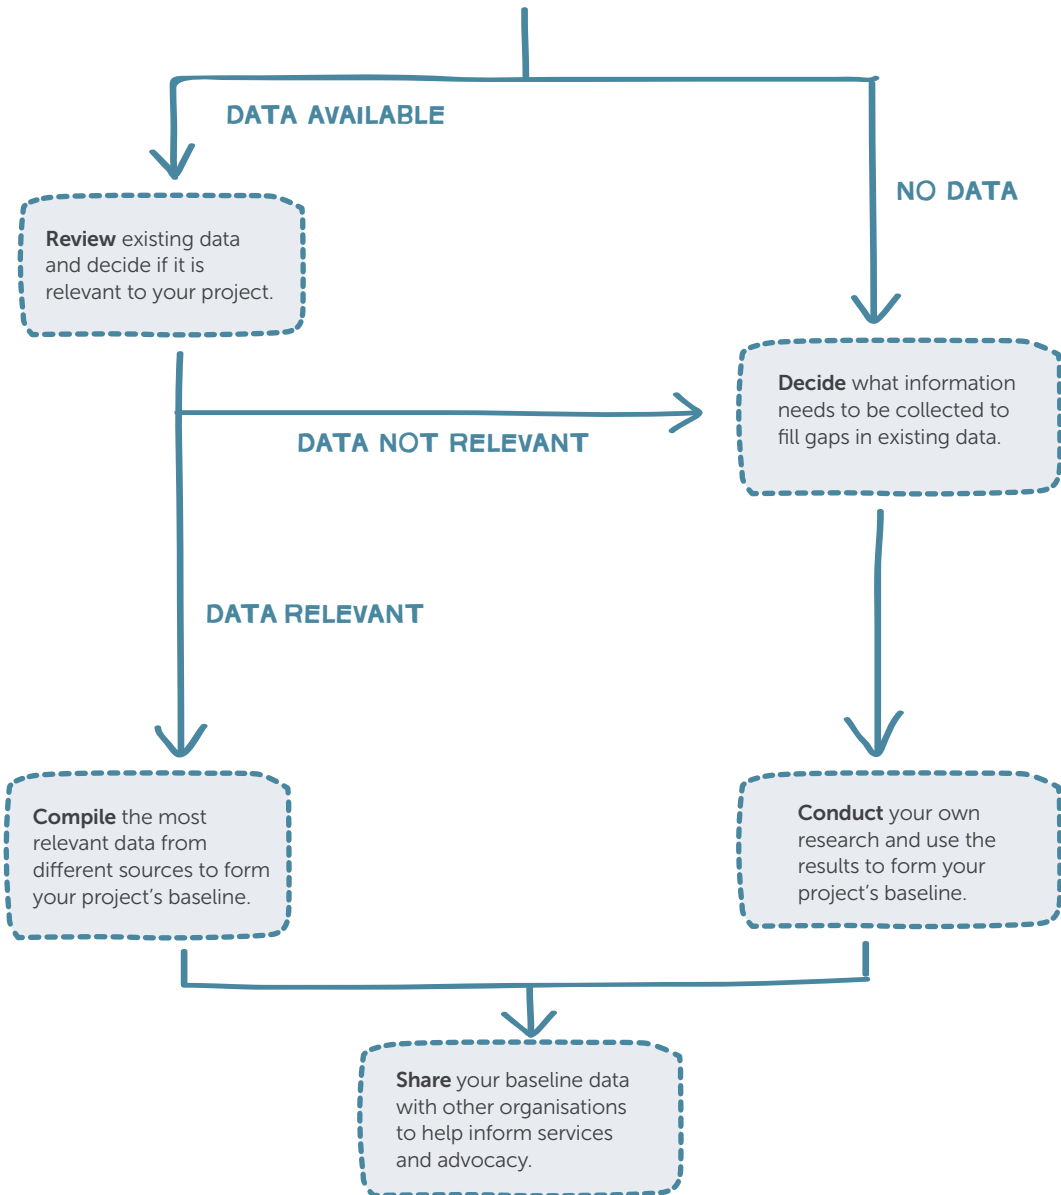 DATA AVAILABLE
NO DATA
Review existing data
and decide if it is
relevant to your project.
Decide what information
needs to be collected to
fill gaps in existing data.
DATA NOT RELEVANT
DATA RELEVANT
Compile the most
relevant data from
different sources to form
your project's baseline.
Conduct your own
research and use the
results to form your
project's baseline.
Share your baseline data
with other organisations
to help inform services
and advocacy.